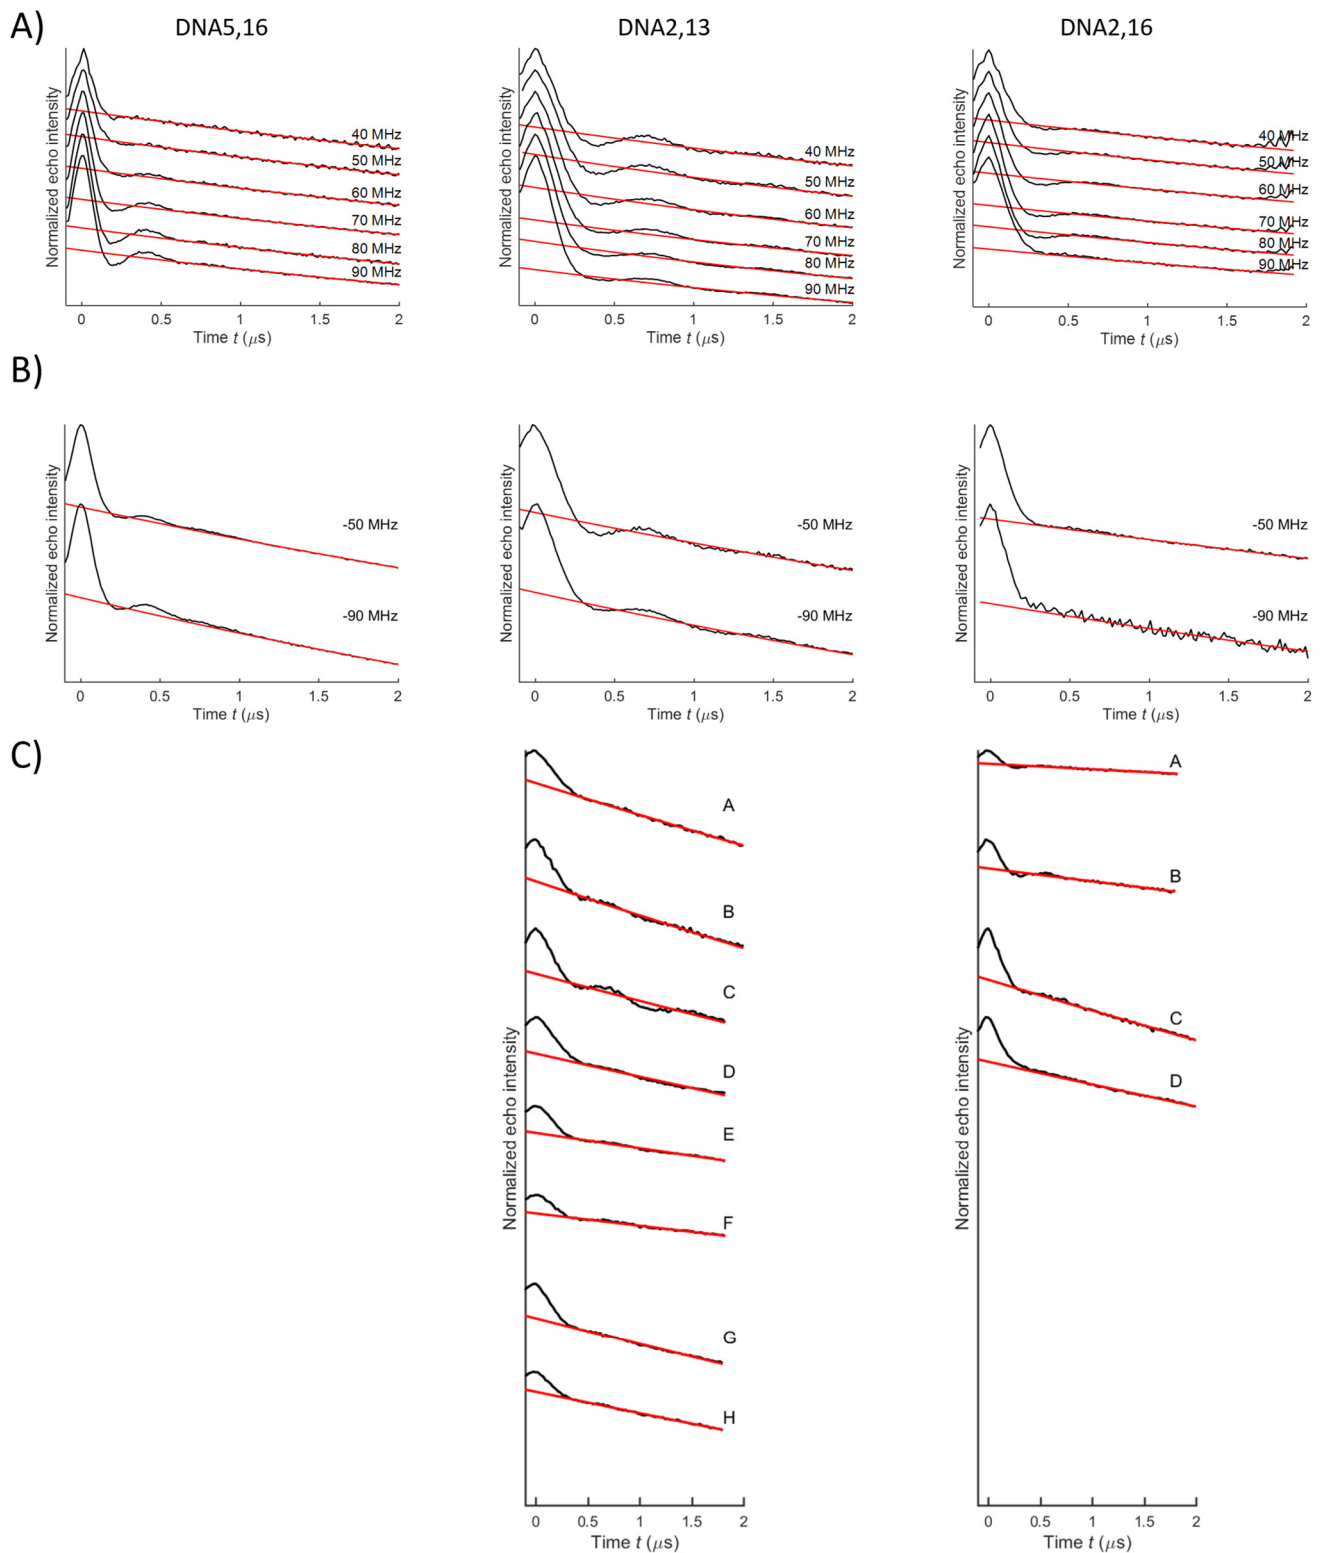 A)
DNA5,16
DNA2,13
DNA2,16
Normalized echo intensity
40 MHz
50 MHz
60 MHz
70 MHz
80 MHz
90 MHz
0 0.5 1 1.5 2
Time t (μs)
Normalized echo intensity
40 MHz
50 MHz
60 MHz
70 MHz
80 MHz
90 MHz
0 0.5 1 1.5 2
Time t (μs)
Normalized echo intensity
40 MHz
50 MHz
60 MHz
70 MHz
80 MHz
90 MHz
0 0.5 1 1.5 2
Time t (μs)
B)
Normalized echo intensity
-50 MHz
-90 MHz
0 0.5 1 1.5 2
Time t (μs)
Normalized echo intensity
-50 MHz
-90 MHz
0 0.5 1 1.5 2
Time t (μs)
Normalized echo intensity
-50 MHz
-90 MHz
0 0.5 1 1.5 2
Time t (μs)
C)
Normalized echo intensity
A
B
C
D
E
F
G
H
0 0.5 1 1.5 2
Time t (μs)
Normalized echo intensity
A
B
C
D
0 0.5 1 1.5 2
Time t (μs)